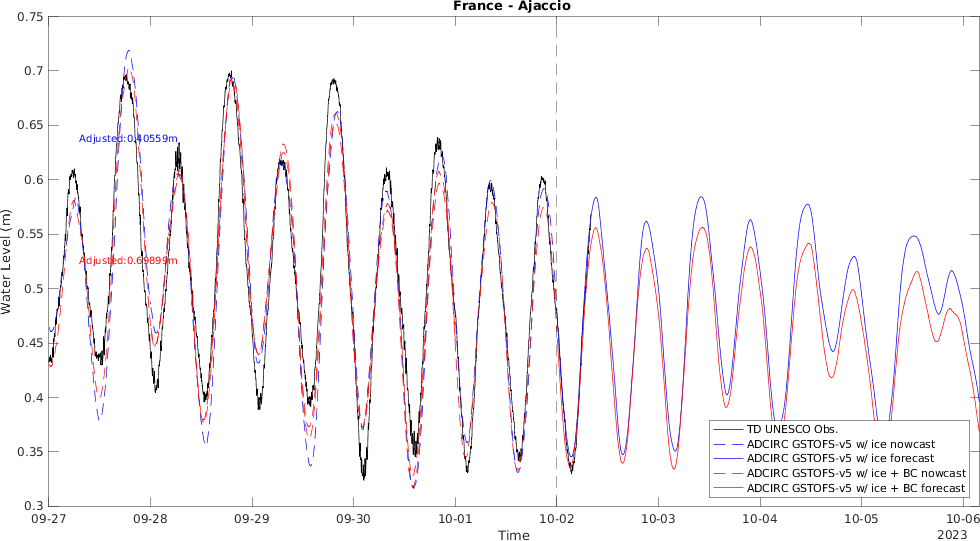 France - Ajaccio
Water Level (m)
0.75
0.7
0.65
0.6
0.55
0.5
0.45
0.4
0.35
0.3
Adjusted:0.40559m
Adjusted:0.69899m
TD UNESCO Obs.
ADCIRC GSTOFS-v5 w/ ice nowcast
ADCIRC GSTOFS-v5 w/ ice forecast
ADCIRC GSTOFS-v5 w/ ice + BC nowcast
ADCIRC GSTOFS-v5 w/ ice + BC forecast
09-27 09-28 09-29 09-30 10-01 10-02 10-03 10-04 10-05 10-06
Time
2023